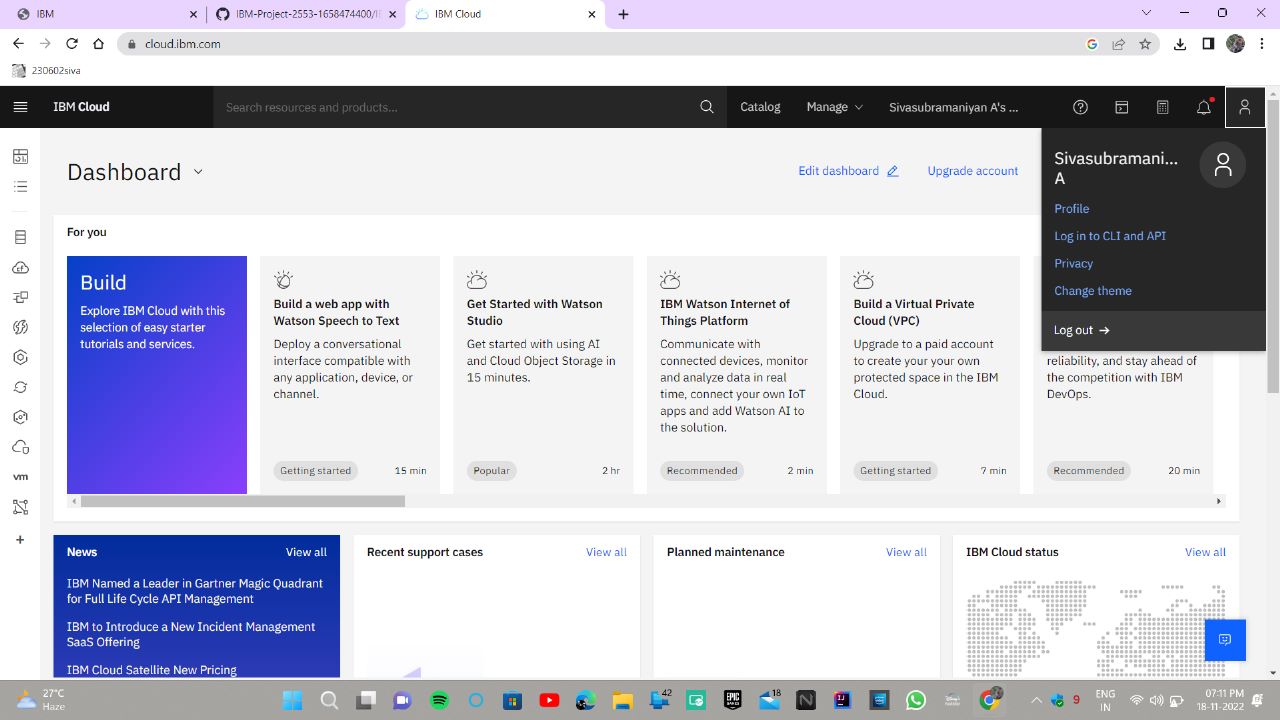 IBM
IBM-Project-2553-1658474400/I
IBM Cloud
cloud.ibm.com
230602siva
IBM Cloud
Search resources and products...
Catalog
Manage
Sivasubramaniyan A's ...
Dashboard
Edit dashboard
Upgrade account
Sivasubramani...
A
Profile
Log in to CLI and API
Privacy
Change theme
Log out →
For you
Build
Explore IBM Cloud with this
selection of easy starter
tutorials and services.
Build a web app with
Watson Speech to Text
Deploy a conversational
interface compatible with
any application, device, or
channel.
Getting started
15 min
Get Started with Watson
Studio
Get started with using AI
and Cloud Object Storage in
15 minutes.
Popular
2 hr
IBM Watson Internet of
Things Platform
Communicate with
connected devices, monitor
and analyze data in real
time, connect your own IoT
apps and add Watson AI to
the solution.
Recommended
2 min
Build a Virtual Private
Cloud (VPC)
Upgrade to a paid account
to create your your own
protected space in the IBM
Cloud.
Getting started
7 min
reliability, and stay ahead of
the competition with IBM
DevOps.
Recommended
20 min
vm
News
View all
IBM Named a Leader in Gartner Magic Quadrant
for Full Life Cycle API Management
IBM to Introduce a New Incident Management
SaaS Offering
IBM Cloud Satellite New Pricing
Recent support cases
View all
Planned maintenance
View all
IBM Cloud status
View all
27°C
Haze
42
EPIC
GAMES
18
9
ENG
IN
07:11 PM
18-11-2022